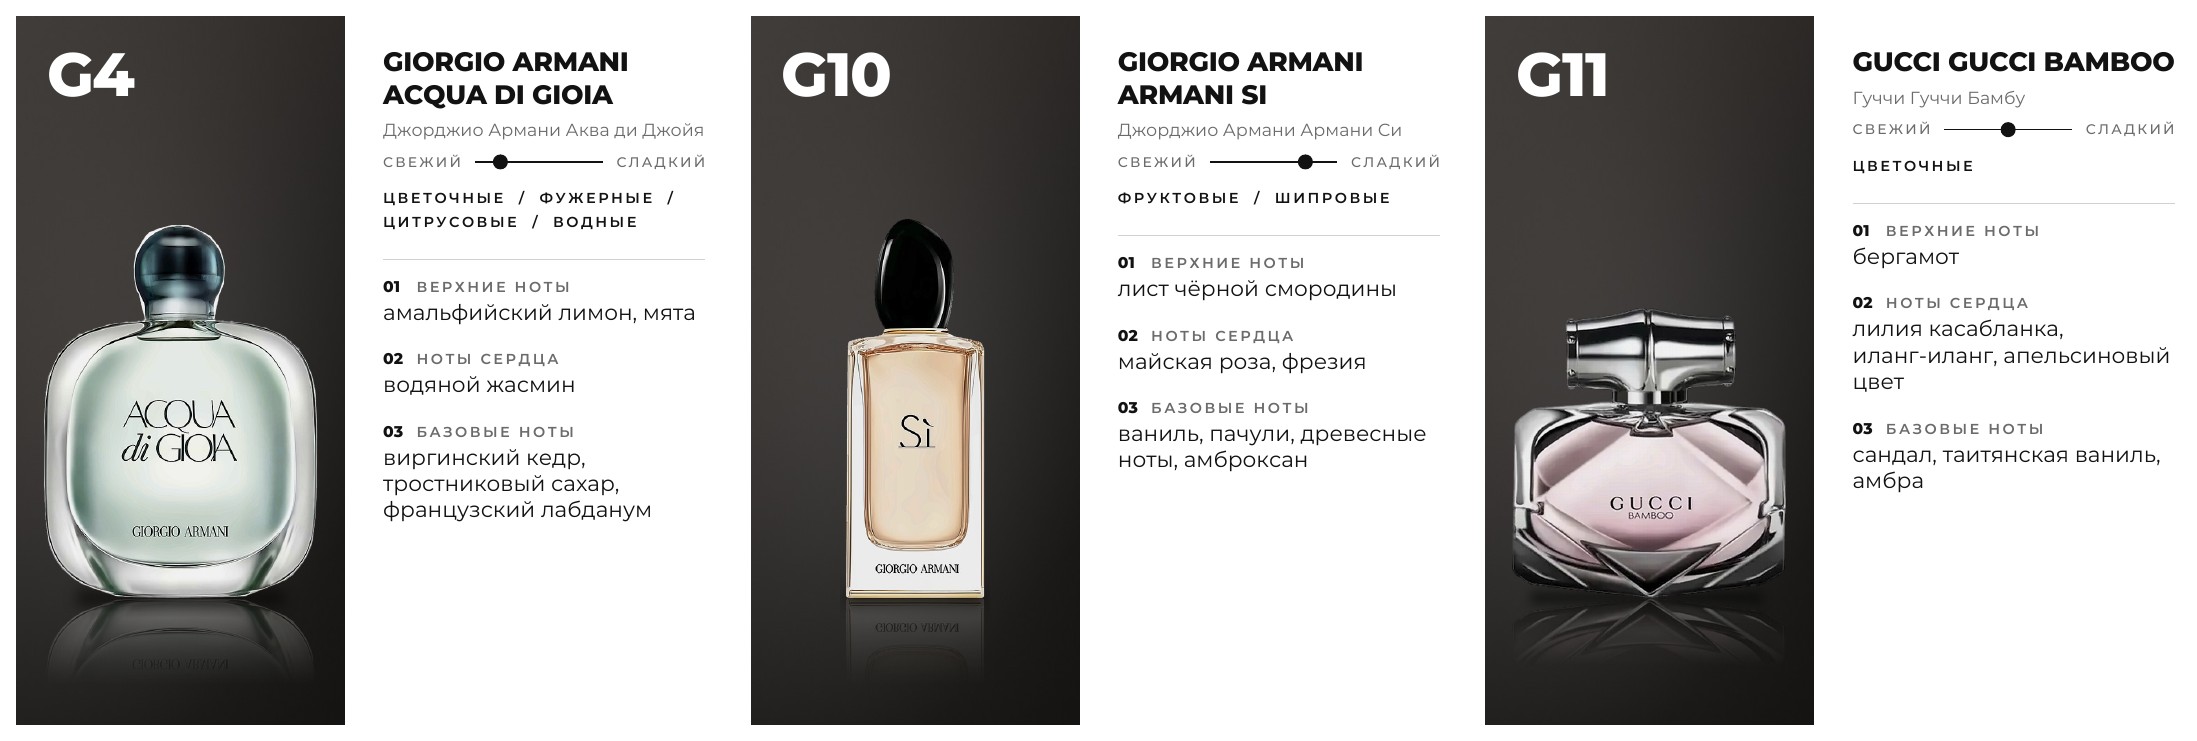 G4
GIORGIO ARMANI
ACQUA DI GIOIA
Джорджио Армани Аква ди Джойя
СВЕЖИЙ СЛАДКИЙ
ЦВЕТОЧНЫЕ / ФУЖЕРНЫЕ /
ЦИТРУСОВЫЕ / ВОДНЫЕ
01 ВЕРХНИЕ НОТЫ
амальфийский лимон, мята
02 НОТЫ СЕРДЦА
водяной жасмин
03 БАЗОВЫЕ НОТЫ
виргинский кедр,
тростниковый сахар,
французский лабданум
ACQUA
di GIOIA
GIORGIO ARMANI
G10
GIORGIO ARMANI
ARMANI SI
Джорджио Армани Армани Си
СВЕЖИЙ СЛАДКИЙ
ФРУКТОВЫЕ / ШИПРОВЫЕ
01 ВЕРХНИЕ НОТЫ
лист чёрной смородины
02 НОТЫ СЕРДЦА
майская роза, фрезия
03 БАЗОВЫЕ НОТЫ
ваниль, пачули, древесные
ноты, амброксан
Sì
GIORGIO ARMANI
G11
GUCCI GUCCI BAMBOO
Гуччи Гуччи Бамбу
СВЕЖИЙ СЛАДКИЙ
ЦВЕТОЧНЫЕ
01 ВЕРХНИЕ НОТЫ
бергамот
02 НОТЫ СЕРДЦА
лилия касабланка,
иланг-иланг, апельсиновый
цвет
03 БАЗОВЫЕ НОТЫ
сандал, таитянская ваниль,
амбра
GUCCI
BAMBOO